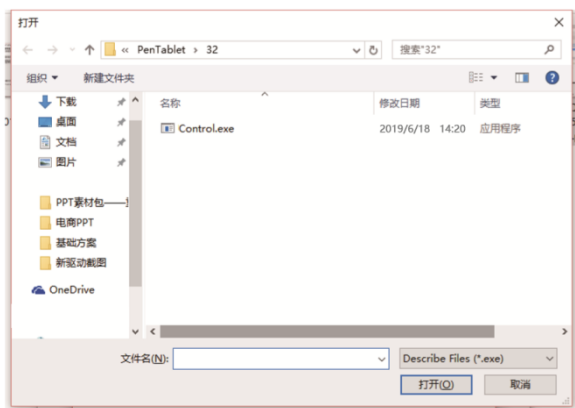 打开
« PenTablet › 32
搜索"32"
组织
新建文件夹
下载
桌面
文档
图片
PPT素材包——
电商PPT
基础方案
新驱动截图
OneDrive
名称 修改日期 类型
Control.exe 2019/6/18 14:20 应用程序
文件名(N):
Describe Files (*.exe)
打开(O) 取消